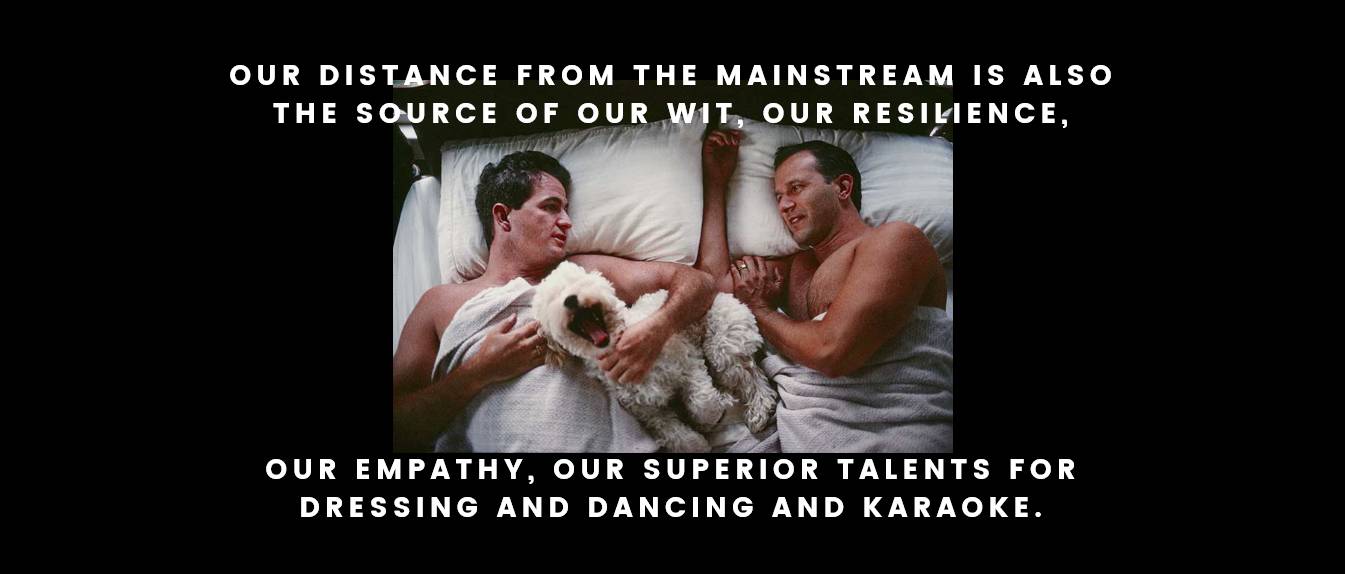 OUR DISTANCE FROM THE MAINSTREAM IS ALSO
THE SOURCE OF OUR WIT, OUR RESILIENCE,
OUR EMPATHY, OUR SUPERIOR TALENTS FOR
DRESSING AND DANCING AND KARAOKE.